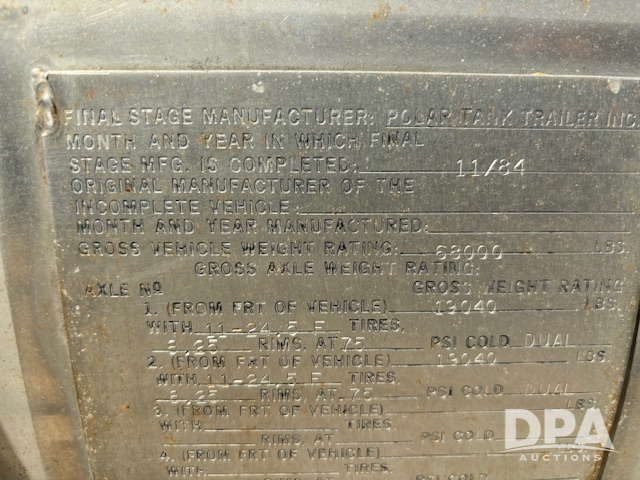 FINAL STAGE MANUFACTURER: POLAR TANK TRAILER INC.
MONTH AND YEAR IN WHICH FINAL
STAGE MFG. IS COMPLETED: 11/84
ORIGINAL MANUFACTURER OF THE
INCOMPLETE VEHICLE:
MONTH AND YEAR MANUFACTURED:
GROSS VEHICLE WEIGHT RATING: 68000 LBS.
GROSS AXLE WEIGHT RATING:
AXLE NO GROSS WEIGHT RATING
1. (FROM FRT OF VEHICLE) 19040 LBS.
WITH 11-24.5 F TIRES.
8.25 RIMS. AT 75 PSI COLD DUAL
2. (FROM FRT OF VEHICLE) 19040 LBS.
WITH 11-24.5 F TIRES.
8.25 RIMS. AT 75 PSI COLD DUAL
3. (FROM FRT OF VEHICLE) LBS.
WITH TIRES.
RIMS. AT PSI COLD
4. (FROM FRT OF VEHICLE)
WITH TIRES.
RIMS. AT PSI COLD
DPA
AUCTIONS